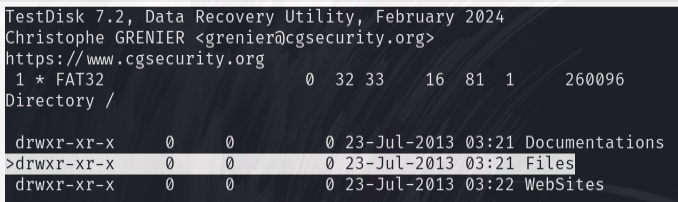 TestDisk 7.2, Data Recovery Utility, February 2024
Christophe GRENIER <grenier@cgsecurity.org>
https://www.cgsecurity.org
 1 * FAT32                    0  32 33    16  81  1     260096
Directory /

 drwxr-xr-x     0     0         0 23-Jul-2013 03:21 Documentations
>drwxr-xr-x     0     0         0 23-Jul-2013 03:21 Files
 drwxr-xr-x     0     0         0 23-Jul-2013 03:22 WebSites